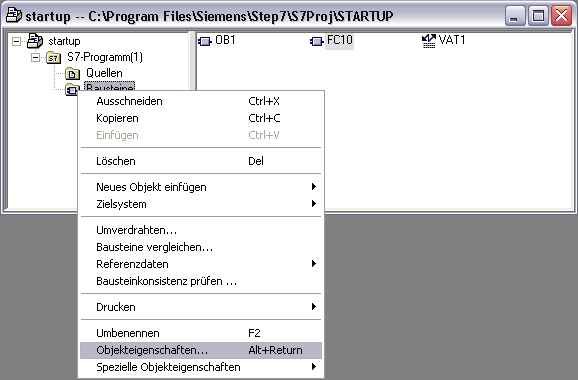 startup -- C:\Program Files\Siemens\Step7\S7Proj\STARTUP
startup
S7-Programm(1)
Quellen
Bausteine
OB1 FC10 VAT1
Ausschneiden Ctrl+X
Kopieren Ctrl+C
Einfügen Ctrl+V
Löschen Del
Neues Objekt einfügen
Zielsystem
Umverdrahten...
Bausteine vergleichen...
Referenzdaten
Bausteinkonsistenz prüfen ...
Drucken
Umbenennen F2
Objekteigenschaften... Alt+Return
Spezielle Objekteigenschaften